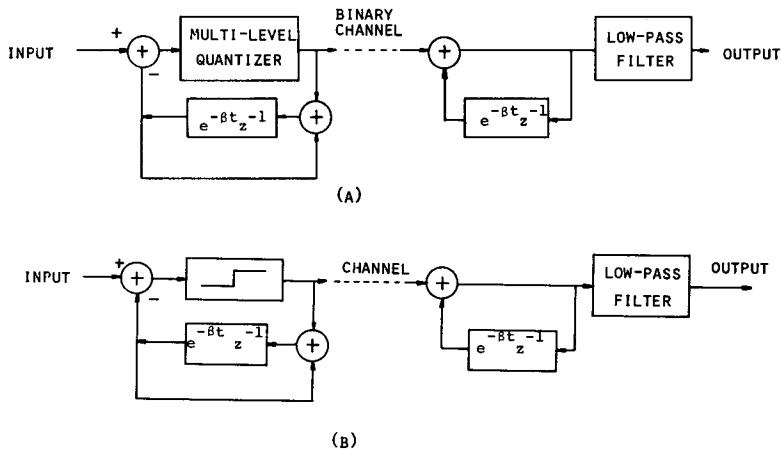 BINARY
CHANNEL
INPUT
+
+
−
MULTI-LEVEL
QUANTIZER
+
LOW-PASS
FILTER
OUTPUT
e^{-βt} z^{-1}
+
e^{-βt} z^{-1}
(A)
INPUT
+
+
−
CHANNEL
+
LOW-PASS
FILTER
OUTPUT
e^{-βt} z^{-1}
+
e^{-βt} z^{-1}
(B)